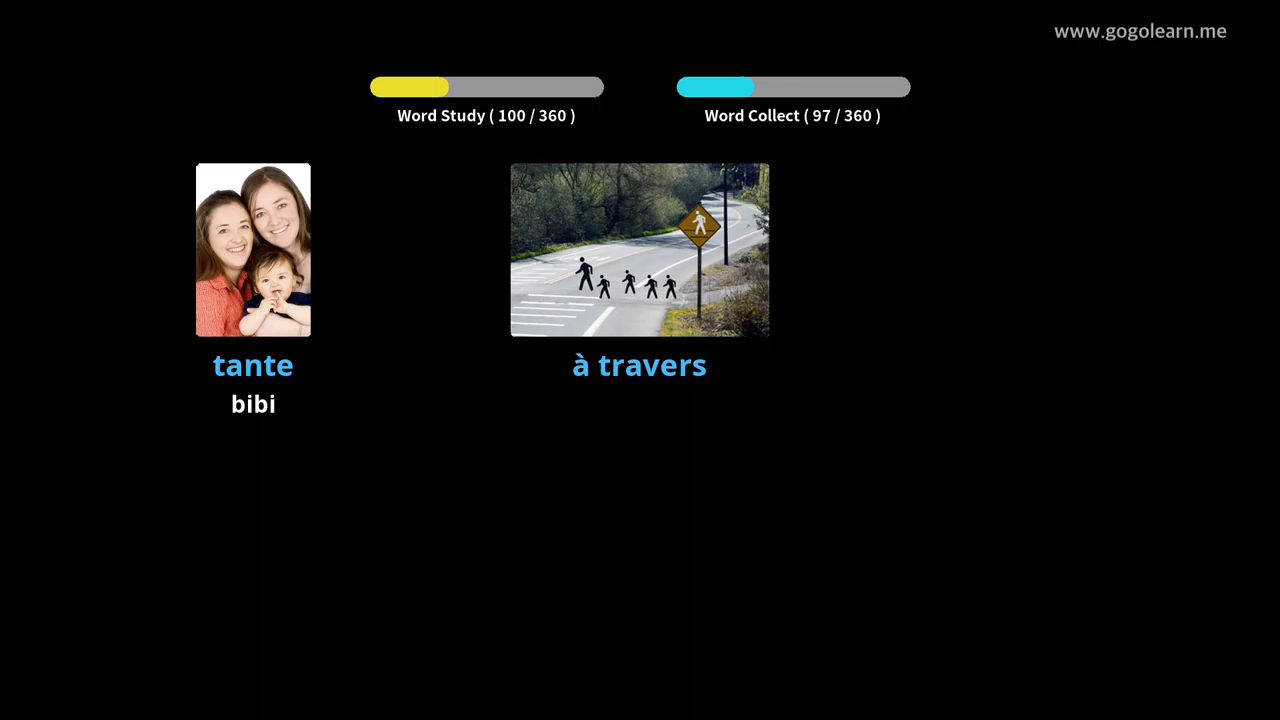 www.gogolearn.me
Word Study ( 100 / 360 )
Word Collect ( 97 / 360 )
tante
à travers
bibi